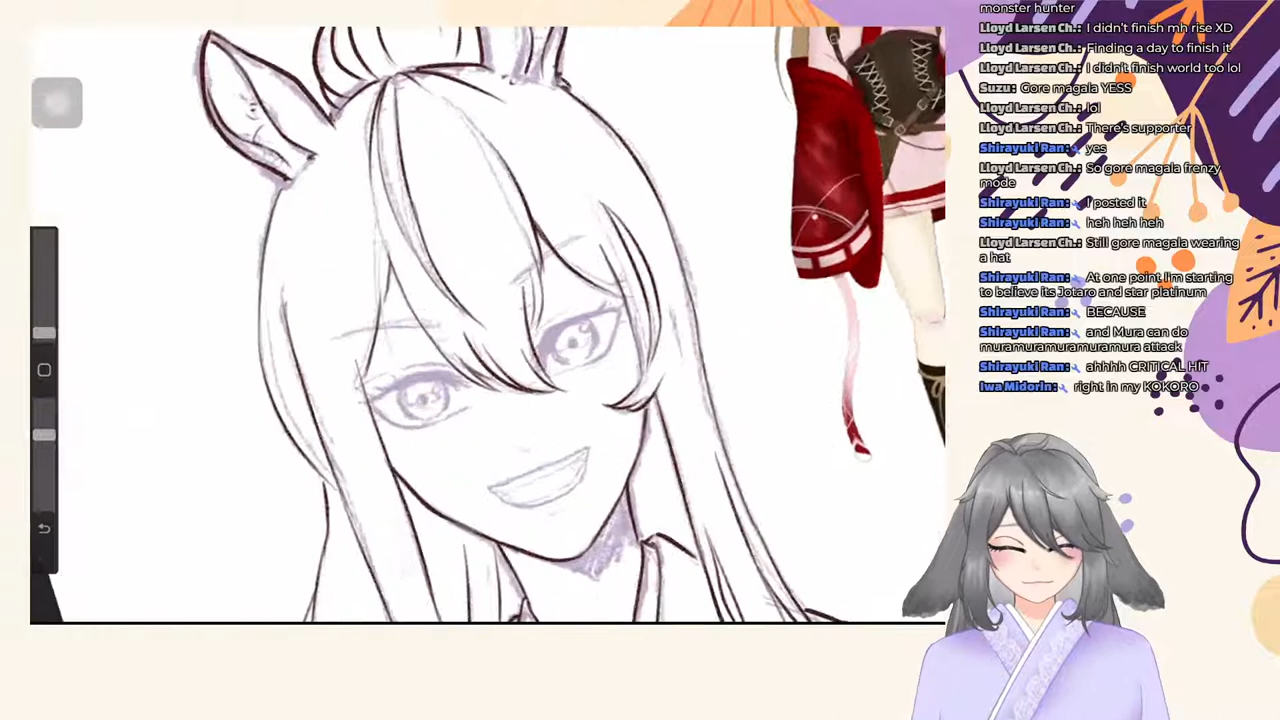 monster hunter
Lloyd Larsen Ch.: I didn't finish mh rise XD
Lloyd Larsen Ch.: Finding a day to finish it
Lloyd Larsen Ch.: I didn't finish world too lol
Suzu: Gore magala YESS
Lloyd Larsen Ch.: lol
Lloyd Larsen Ch.: There's supporter
Shirayuki Ran: yes
Lloyd Larsen Ch.: So gore magala frenzy
mode
Shirayuki Ran: I posted it
Shirayuki Ran: heh heh heh
Lloyd Larsen Ch.: Still gore magala wearing
a hat
Shirayuki Ran: At one point I'm starting
to believe its Jotaro and star platinum
Shirayuki Ran: BECAUSE
Shirayuki Ran: and Mura can do
muramuramuramuramura attack
Shirayuki Ran: ahhhh CRITICAL HIT
Iwa Midorin: right in my KOKORO